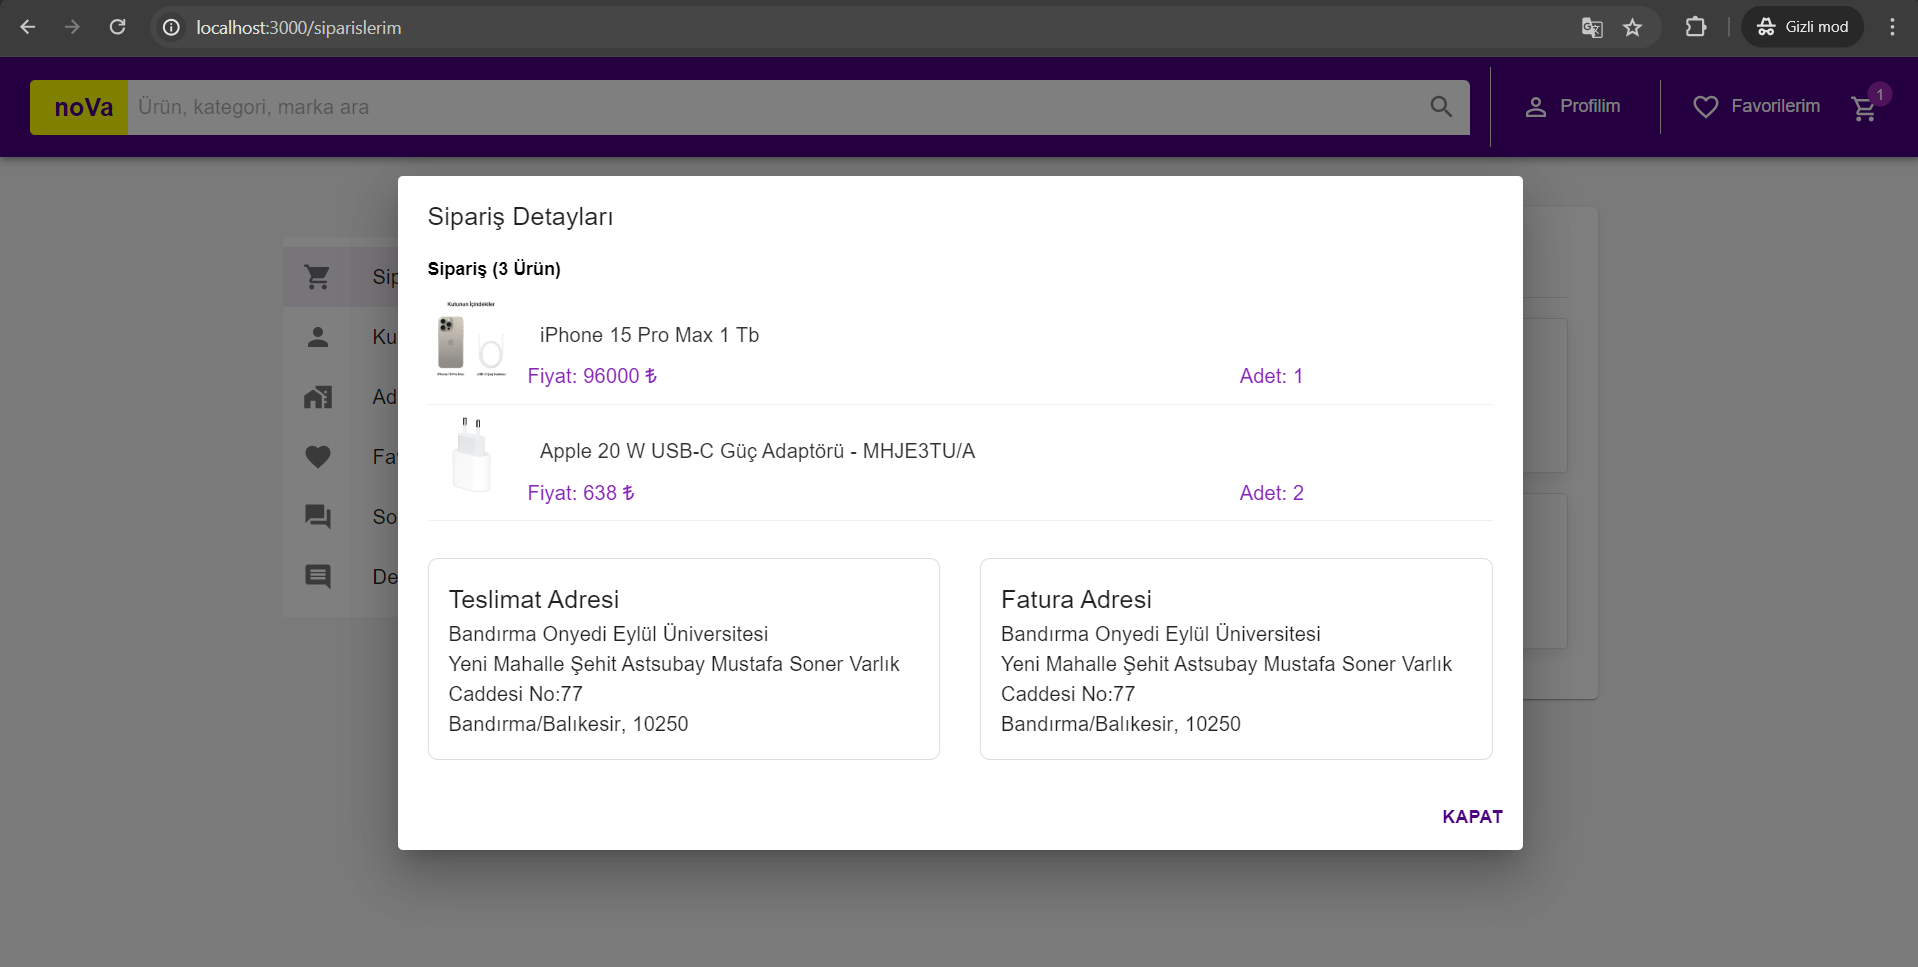 localhost:3000/siparislerim
Gizli mod
noVa
Ürün, kategori, marka ara
Profilim
Favorilerim
1
Sipariş Detayları
Sipariş (3 Ürün)
Kutunun İçindekiler
iPhone 15 Pro Max 1 Tb
Fiyat: 96000 ₺
Adet: 1
Apple 20 W USB-C Güç Adaptörü - MHJE3TU/A
Fiyat: 638 ₺
Adet: 2
Teslimat Adresi
Bandırma Onyedi Eylül Üniversitesi
Yeni Mahalle Şehit Astsubay Mustafa Soner Varlık
Caddesi No:77
Bandırma/Balıkesir, 10250
Fatura Adresi
Bandırma Onyedi Eylül Üniversitesi
Yeni Mahalle Şehit Astsubay Mustafa Soner Varlık
Caddesi No:77
Bandırma/Balıkesir, 10250
KAPAT
Sip
Ku
Ad
Fav
So
De